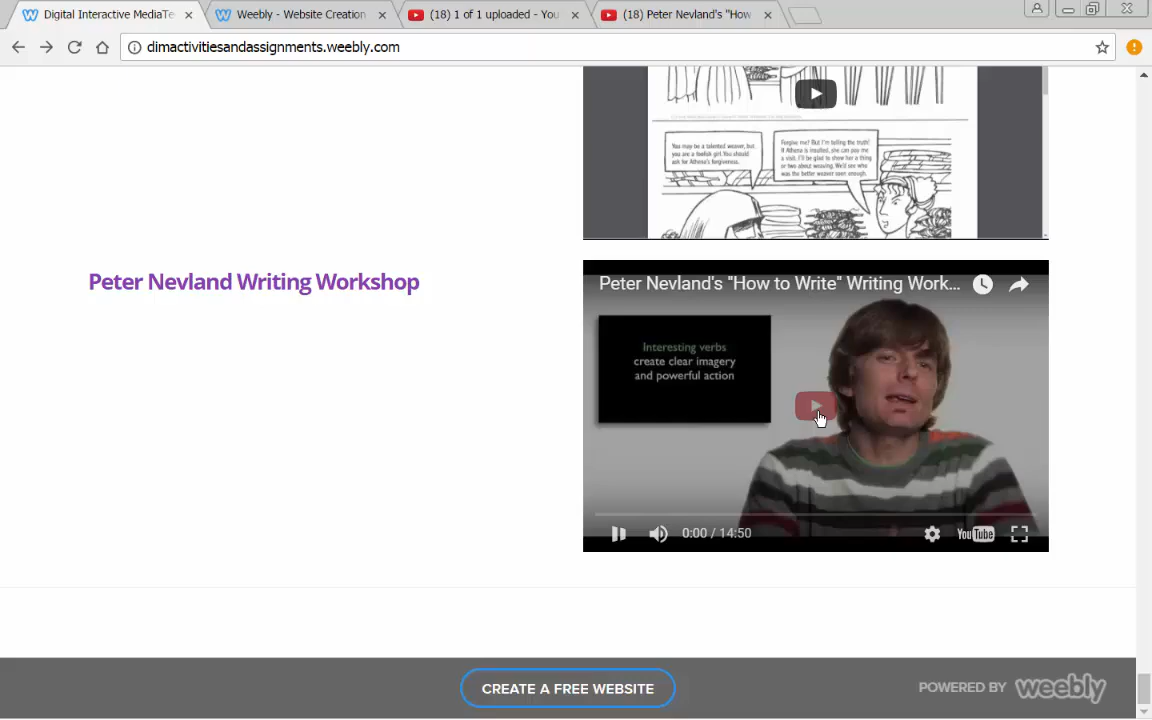 Digital Interactive MediaTe
Weebly - Website Creation
(18) 1 of 1 uploaded - You
(18) Peter Nevland's "How
dimactivitiesandassignments.weebly.com
You may be a talented weaver, but
you are a foolish girl! You should
ask for Athena's forgiveness.
Forgive me? But I'm telling the truth!
If Athena is insulted, she can pay me
a visit. I'll be glad to show her a thing
or two about weaving. We'll see who
was the better weaver soon enough.
Peter Nevland Writing Workshop
Peter Nevland's "How to Write" Writing Work...
Interesting verbs
create clear imagery
and powerful action
0:00 / 14:50
YouTube
CREATE A FREE WEBSITE
POWERED BY weebly